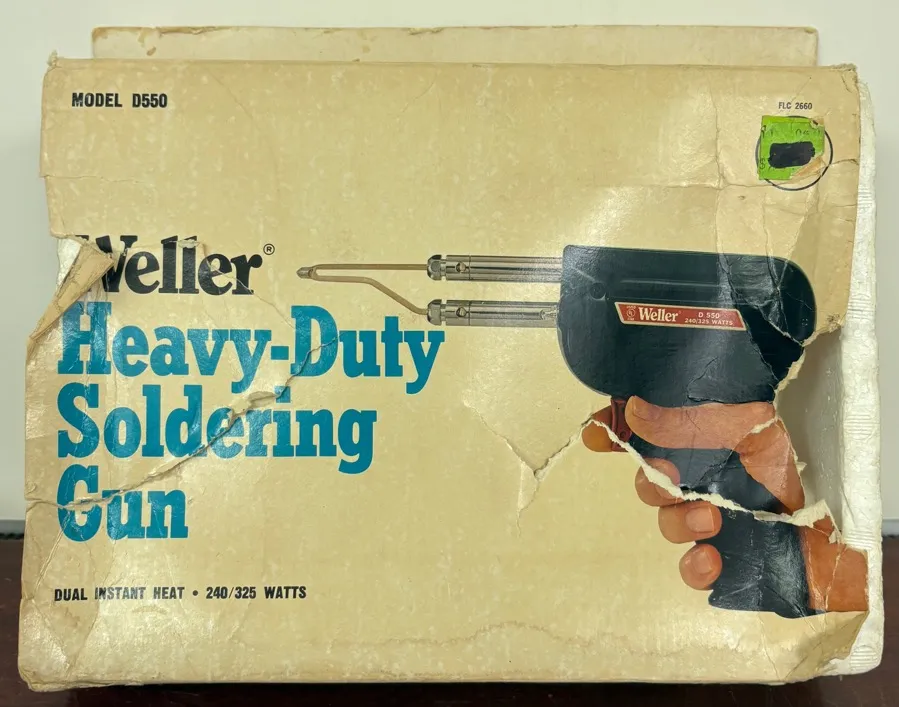 MODEL D550
FLC 2660
Weller®
Heavy-Duty
Soldering
Gun
Weller D 550
240/325 WATTS
DUAL INSTANT HEAT • 240/325 WATTS